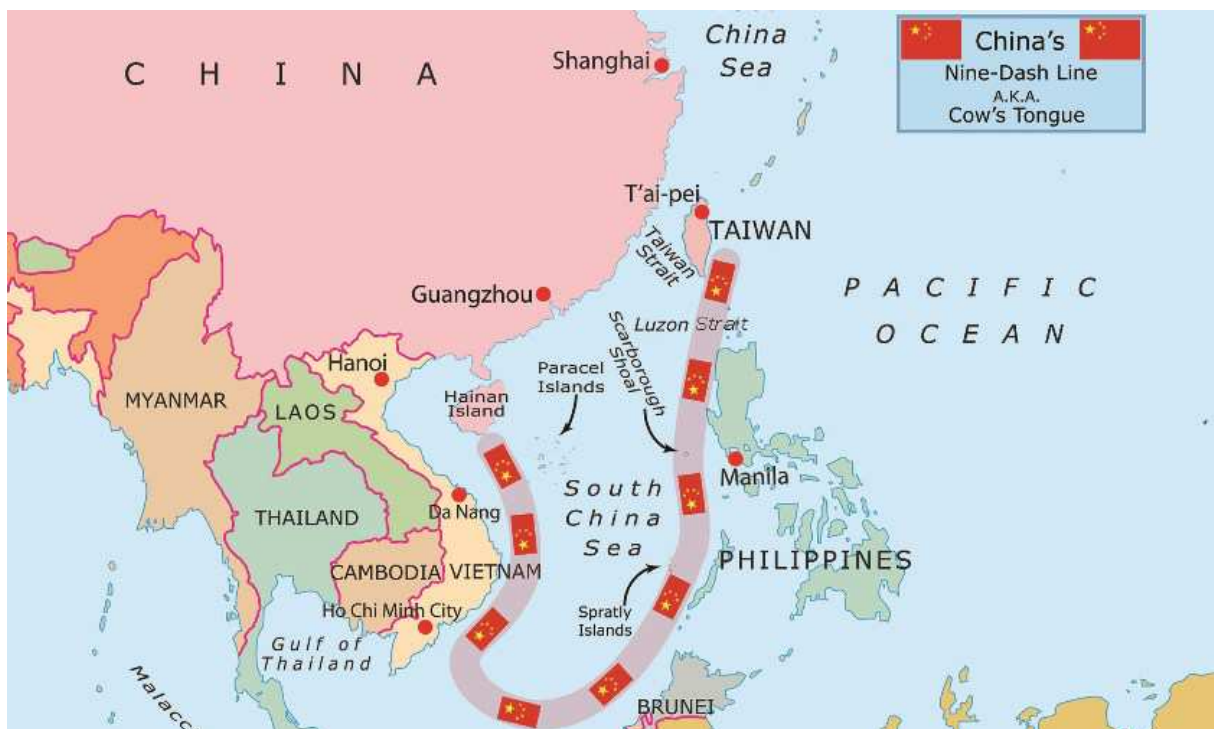 China
Sea
China's
Nine-Dash Line
A.K.A.
Cow's Tongue
C H I N A
Shanghai
T'ai-pei
TAIWAN
Taiwan
Strait
Guangzhou
PACIFIC
OCEAN
Luzon Strait
Scarborough
Shoal
Hanoi
Paracel
Islands
Hainan
Island
MYANMAR
LAOS
Manila
South
China
Sea
Da Nang
THAILAND
CAMBODIA
VIETNAM
PHILIPPINES
Ho Chi Minh City
Spratly
Islands
Gulf of
Thailand
Malacc
BRUNEI